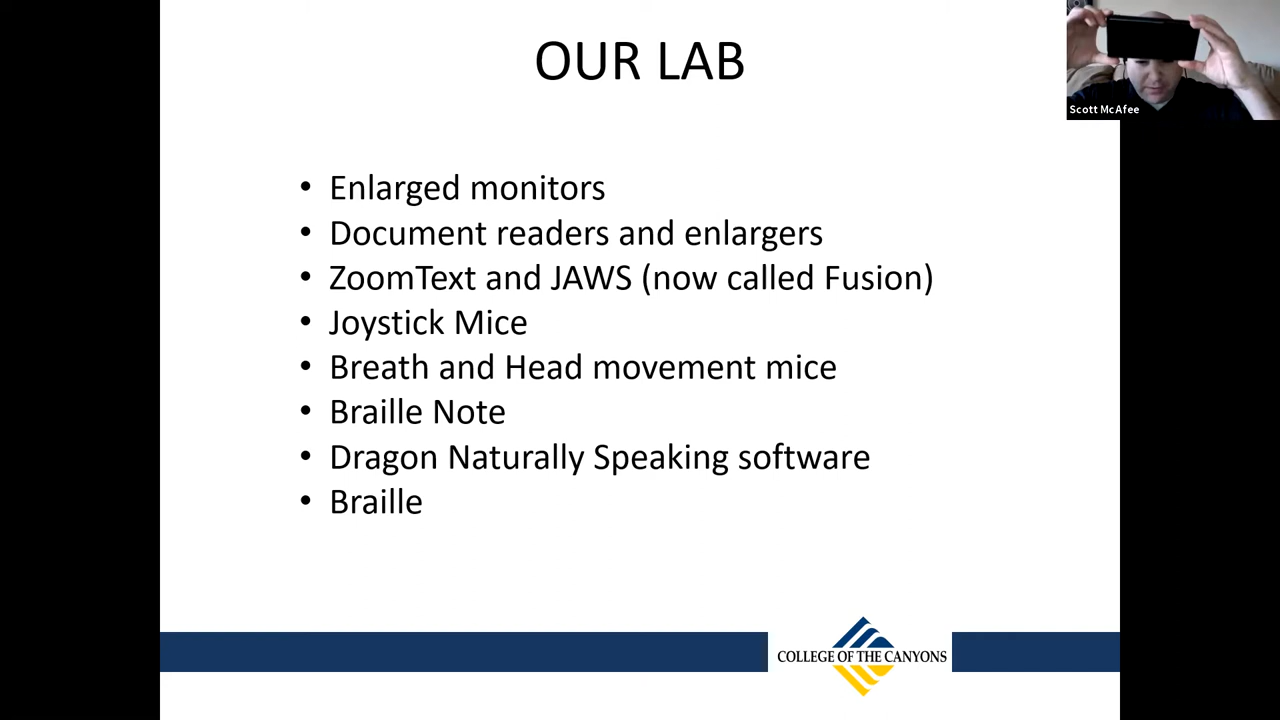 OUR LAB
Scott McAfee
• Enlarged monitors
• Document readers and enlargers
• ZoomText and JAWS (now called Fusion)
• Joystick Mice
• Breath and Head movement mice
• Braille Note
• Dragon Naturally Speaking software
• Braille
COLLEGE OF THE CANYONS